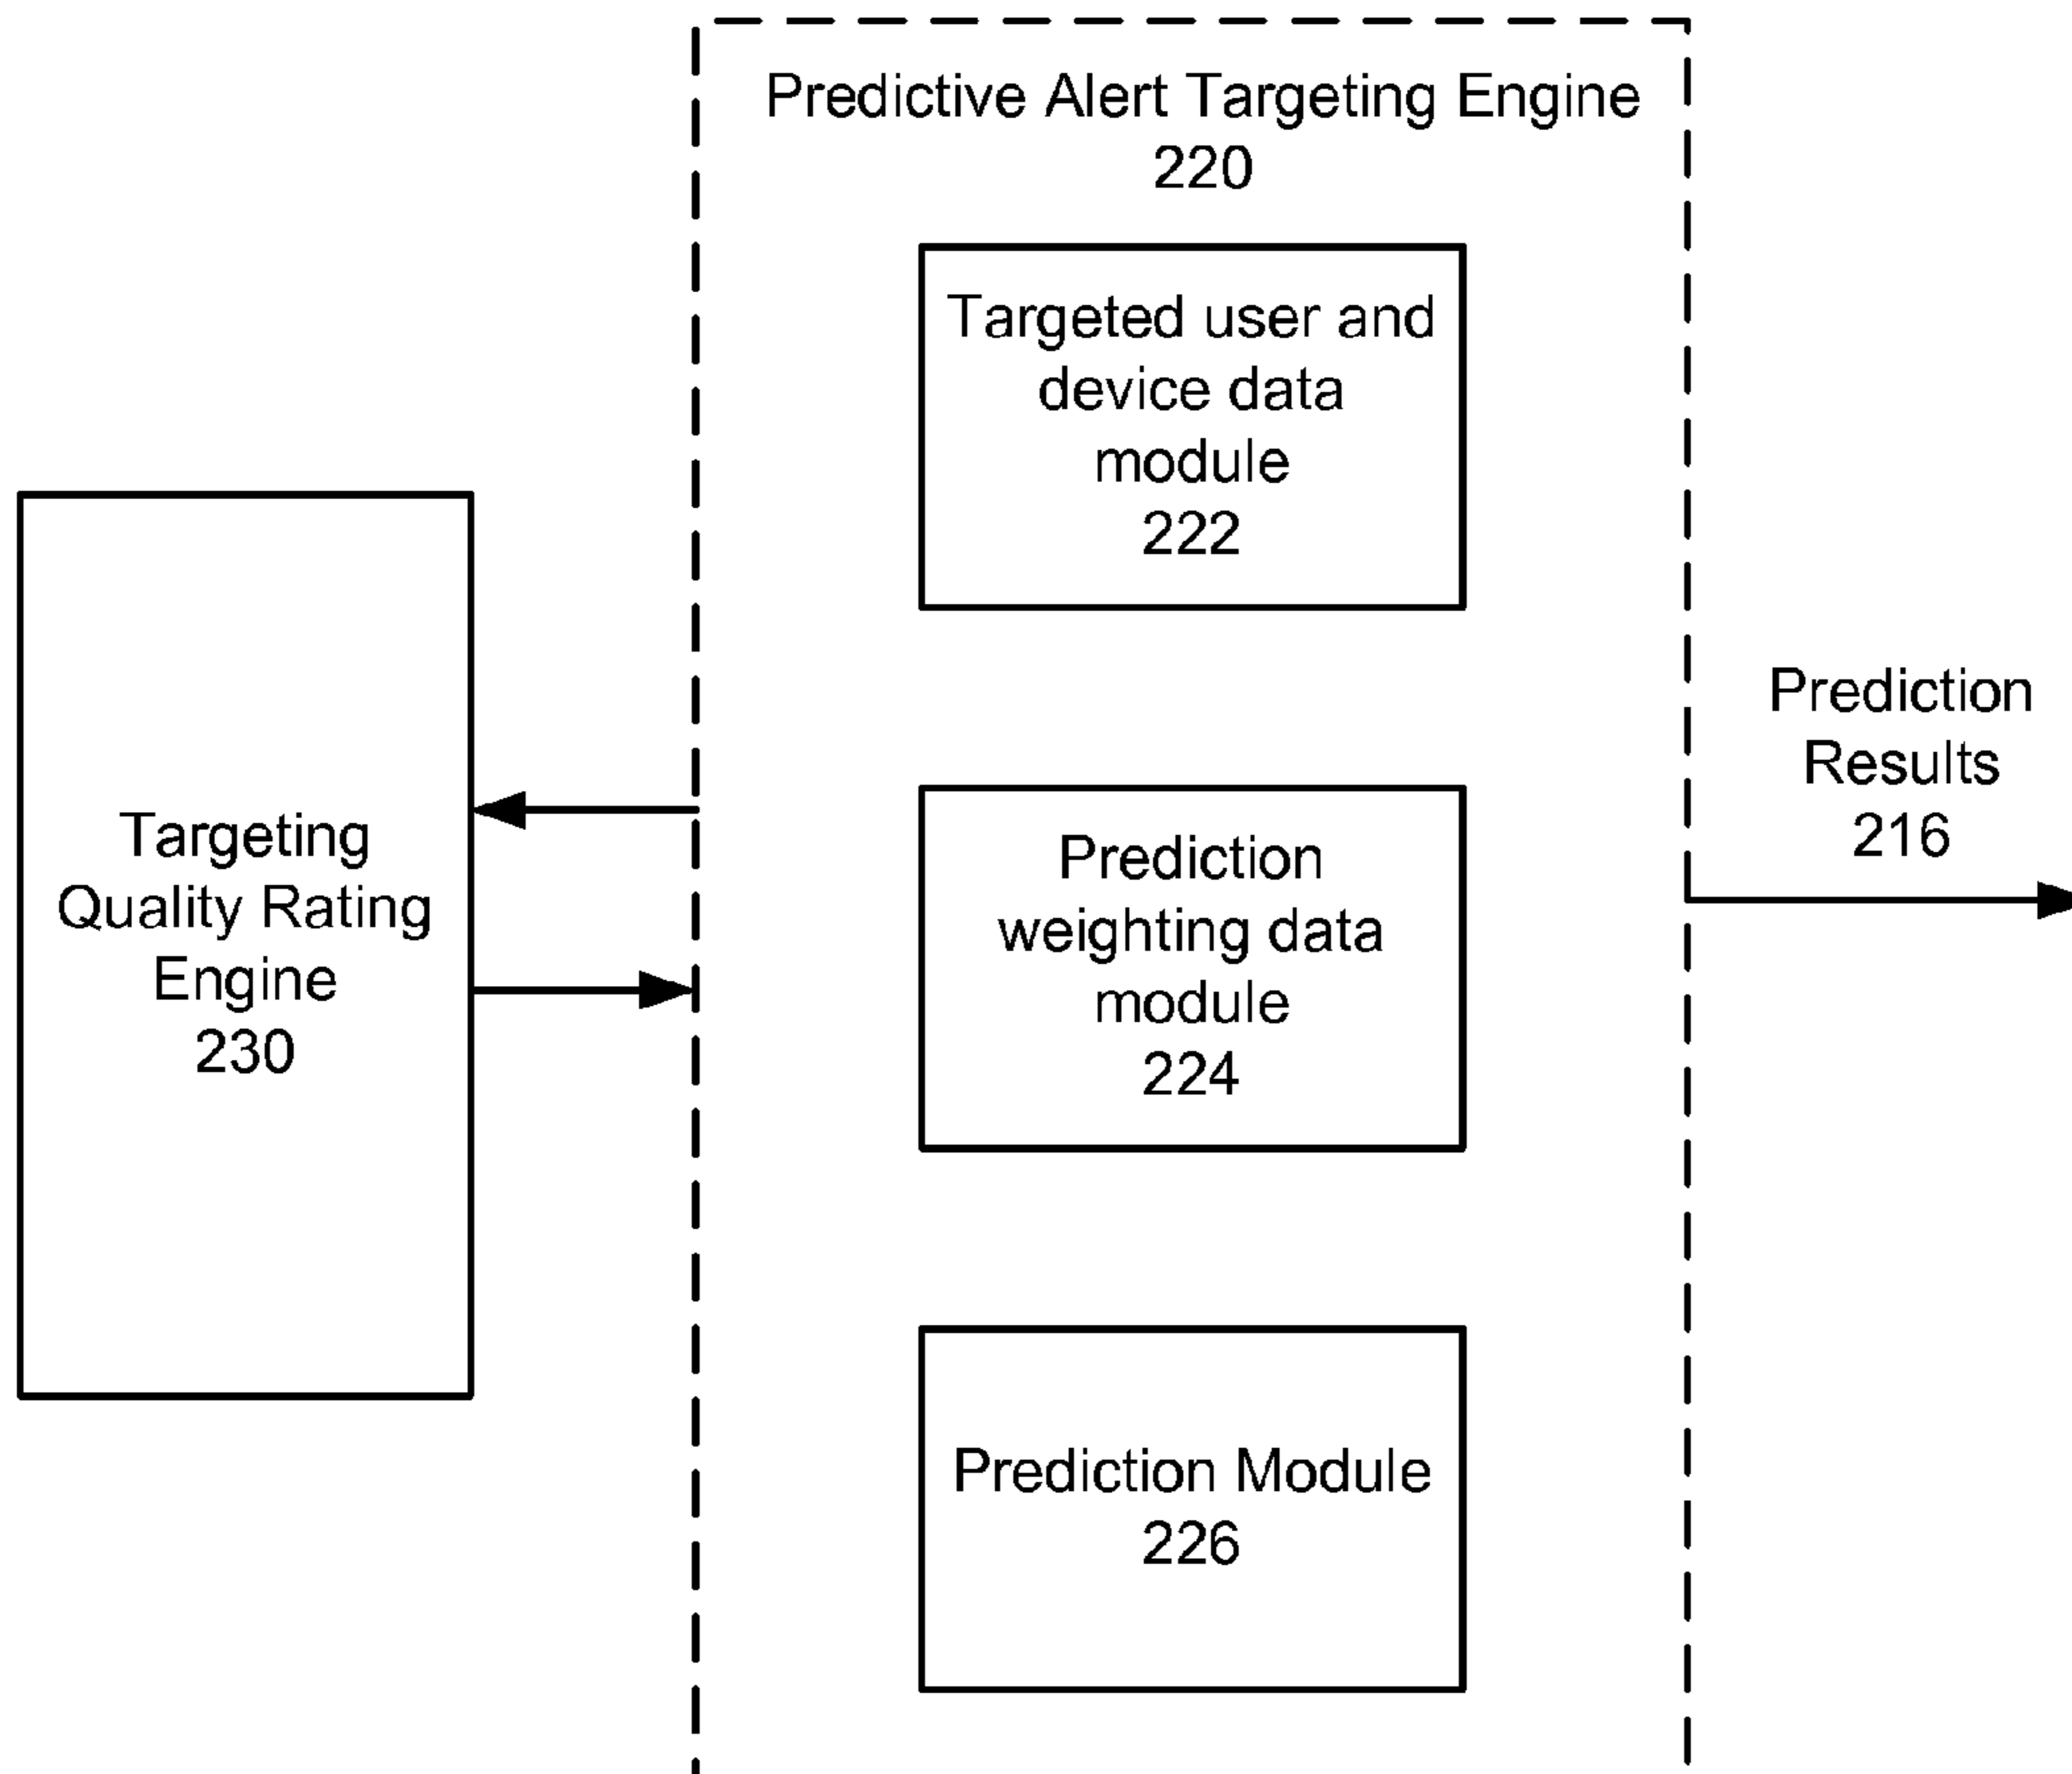 Predictive Alert Targeting Engine
220
Targeted user and
device data
module
222
Targeting
Quality Rating
Engine
230
Prediction
weighting data
module
224
Prediction
Results
216
Prediction Module
226